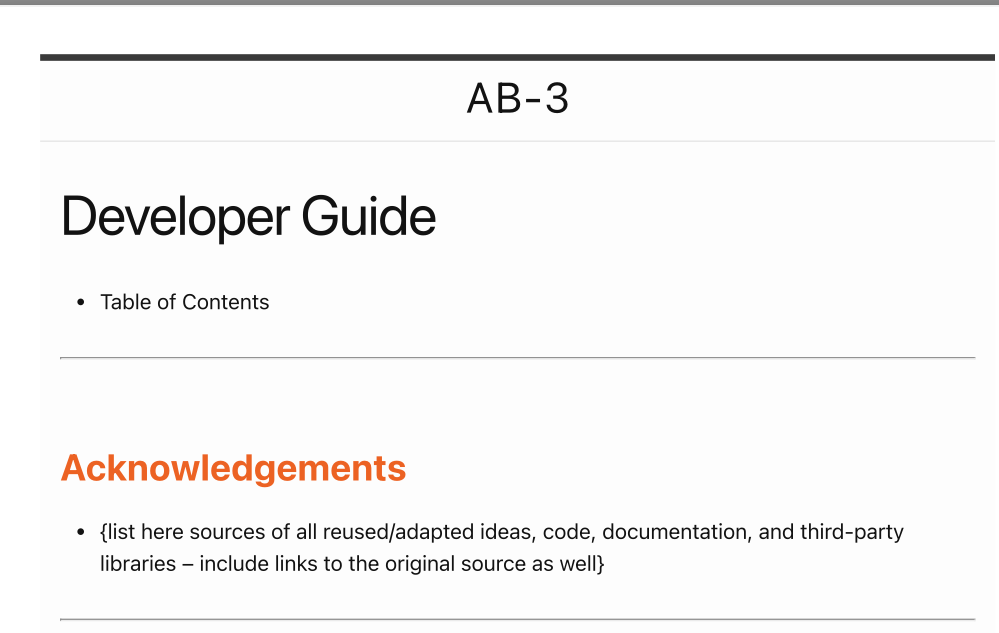 AB-3
Developer Guide
• Table of Contents
Acknowledgements
• {list here sources of all reused/adapted ideas, code, documentation, and third-party
libraries – include links to the original source as well}